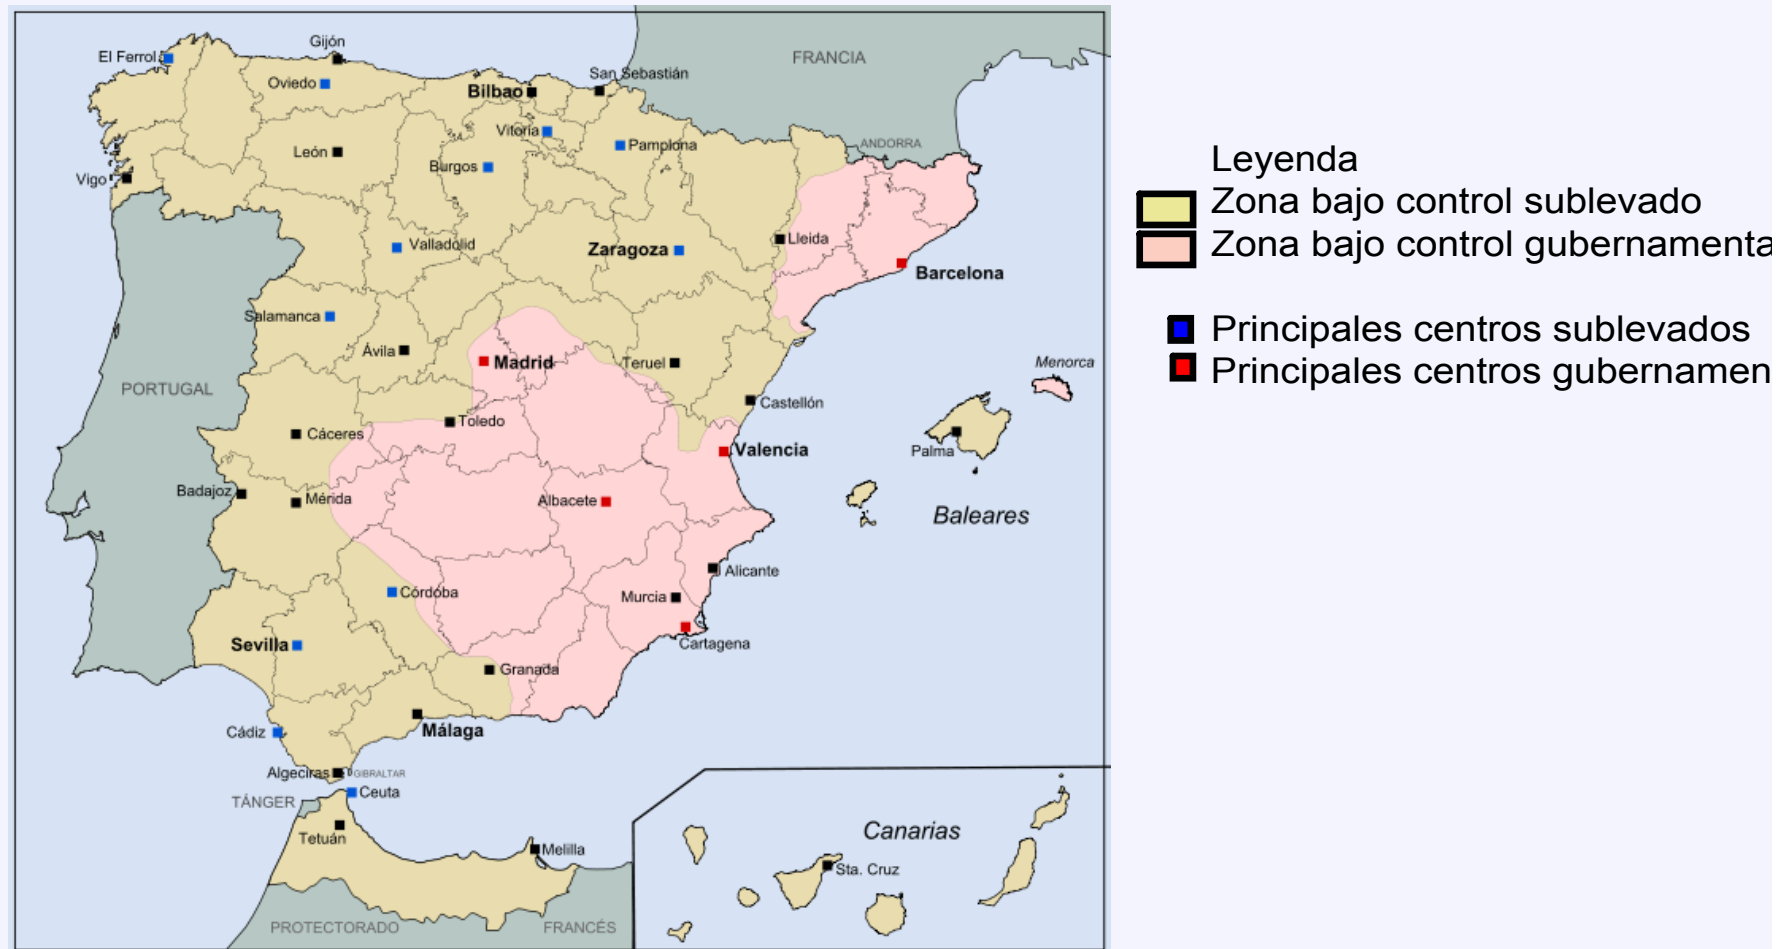 Gijón
El Ferrol
FRANCIA
San Sebastián
Oviedo
Bilbao
Vitoria
Pamplona
ANDORRA
León
Burgos
Vigo
Valladolid
Zaragoza
Lleida
Barcelona
Salamanca
Ávila
Madrid
Teruel
Menorca
PORTUGAL
Castellón
Toledo
Cáceres
Valencia
Palma
Badajoz
Mérida
Albacete
Baleares
Alicante
Córdoba
Murcia
Sevilla
Cartagena
Granada
Cádiz
Málaga
Algeciras
GIBRALTAR
TÁNGER
Ceuta
Tetuán
Melilla
Canarias
Sta. Cruz
PROTECTORADO
FRANCÉS
Leyenda
Zona bajo control sublevado
Zona bajo control gubernamenta
Principales centros sublevados
Principales centros gubernamen